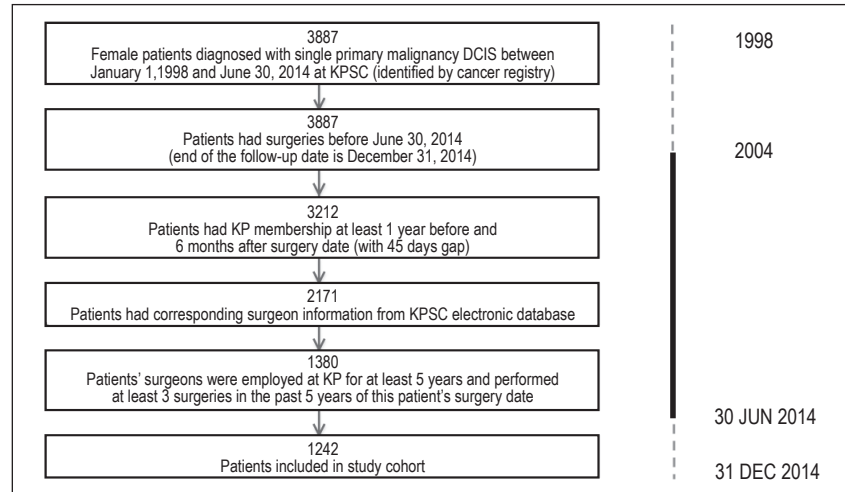 3887
Female patients diagnosed with single primary malignancy DCIS between
January 1,1998 and June 30, 2014 at KPSC (identified by cancer registry)
3887
Patients had surgeries before June 30, 2014
(end of the follow-up date is December 31, 2014)
3212
Patients had KP membership at least 1 year before and
6 months after surgery date (with 45 days gap)
2171
Patients had corresponding surgeon information from KPSC electronic database
1380
Patients' surgeons were employed at KP for at least 5 years and performed
at least 3 surgeries in the past 5 years of this patient's surgery date
1242
Patients included in study cohort
1998
2004
30 JUN 2014
31 DEC 2014